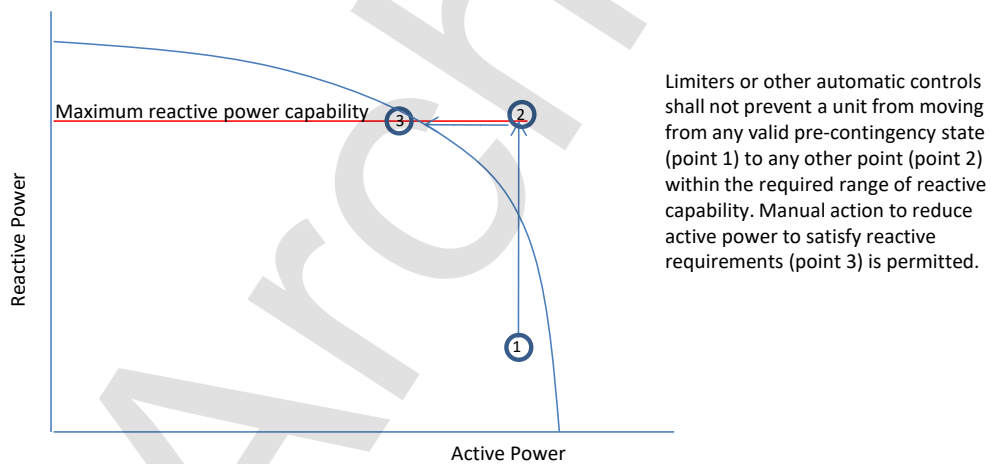 Maximum reactive power capability
3
2
1
Reactive Power
Active Power
Limiters or other automatic controls
shall not prevent a unit from moving
from any valid pre-contingency state
(point 1) to any other point (point 2)
within the required range of reactive
capability. Manual action to reduce
active power to satisfy reactive
requirements (point 3) is permitted.